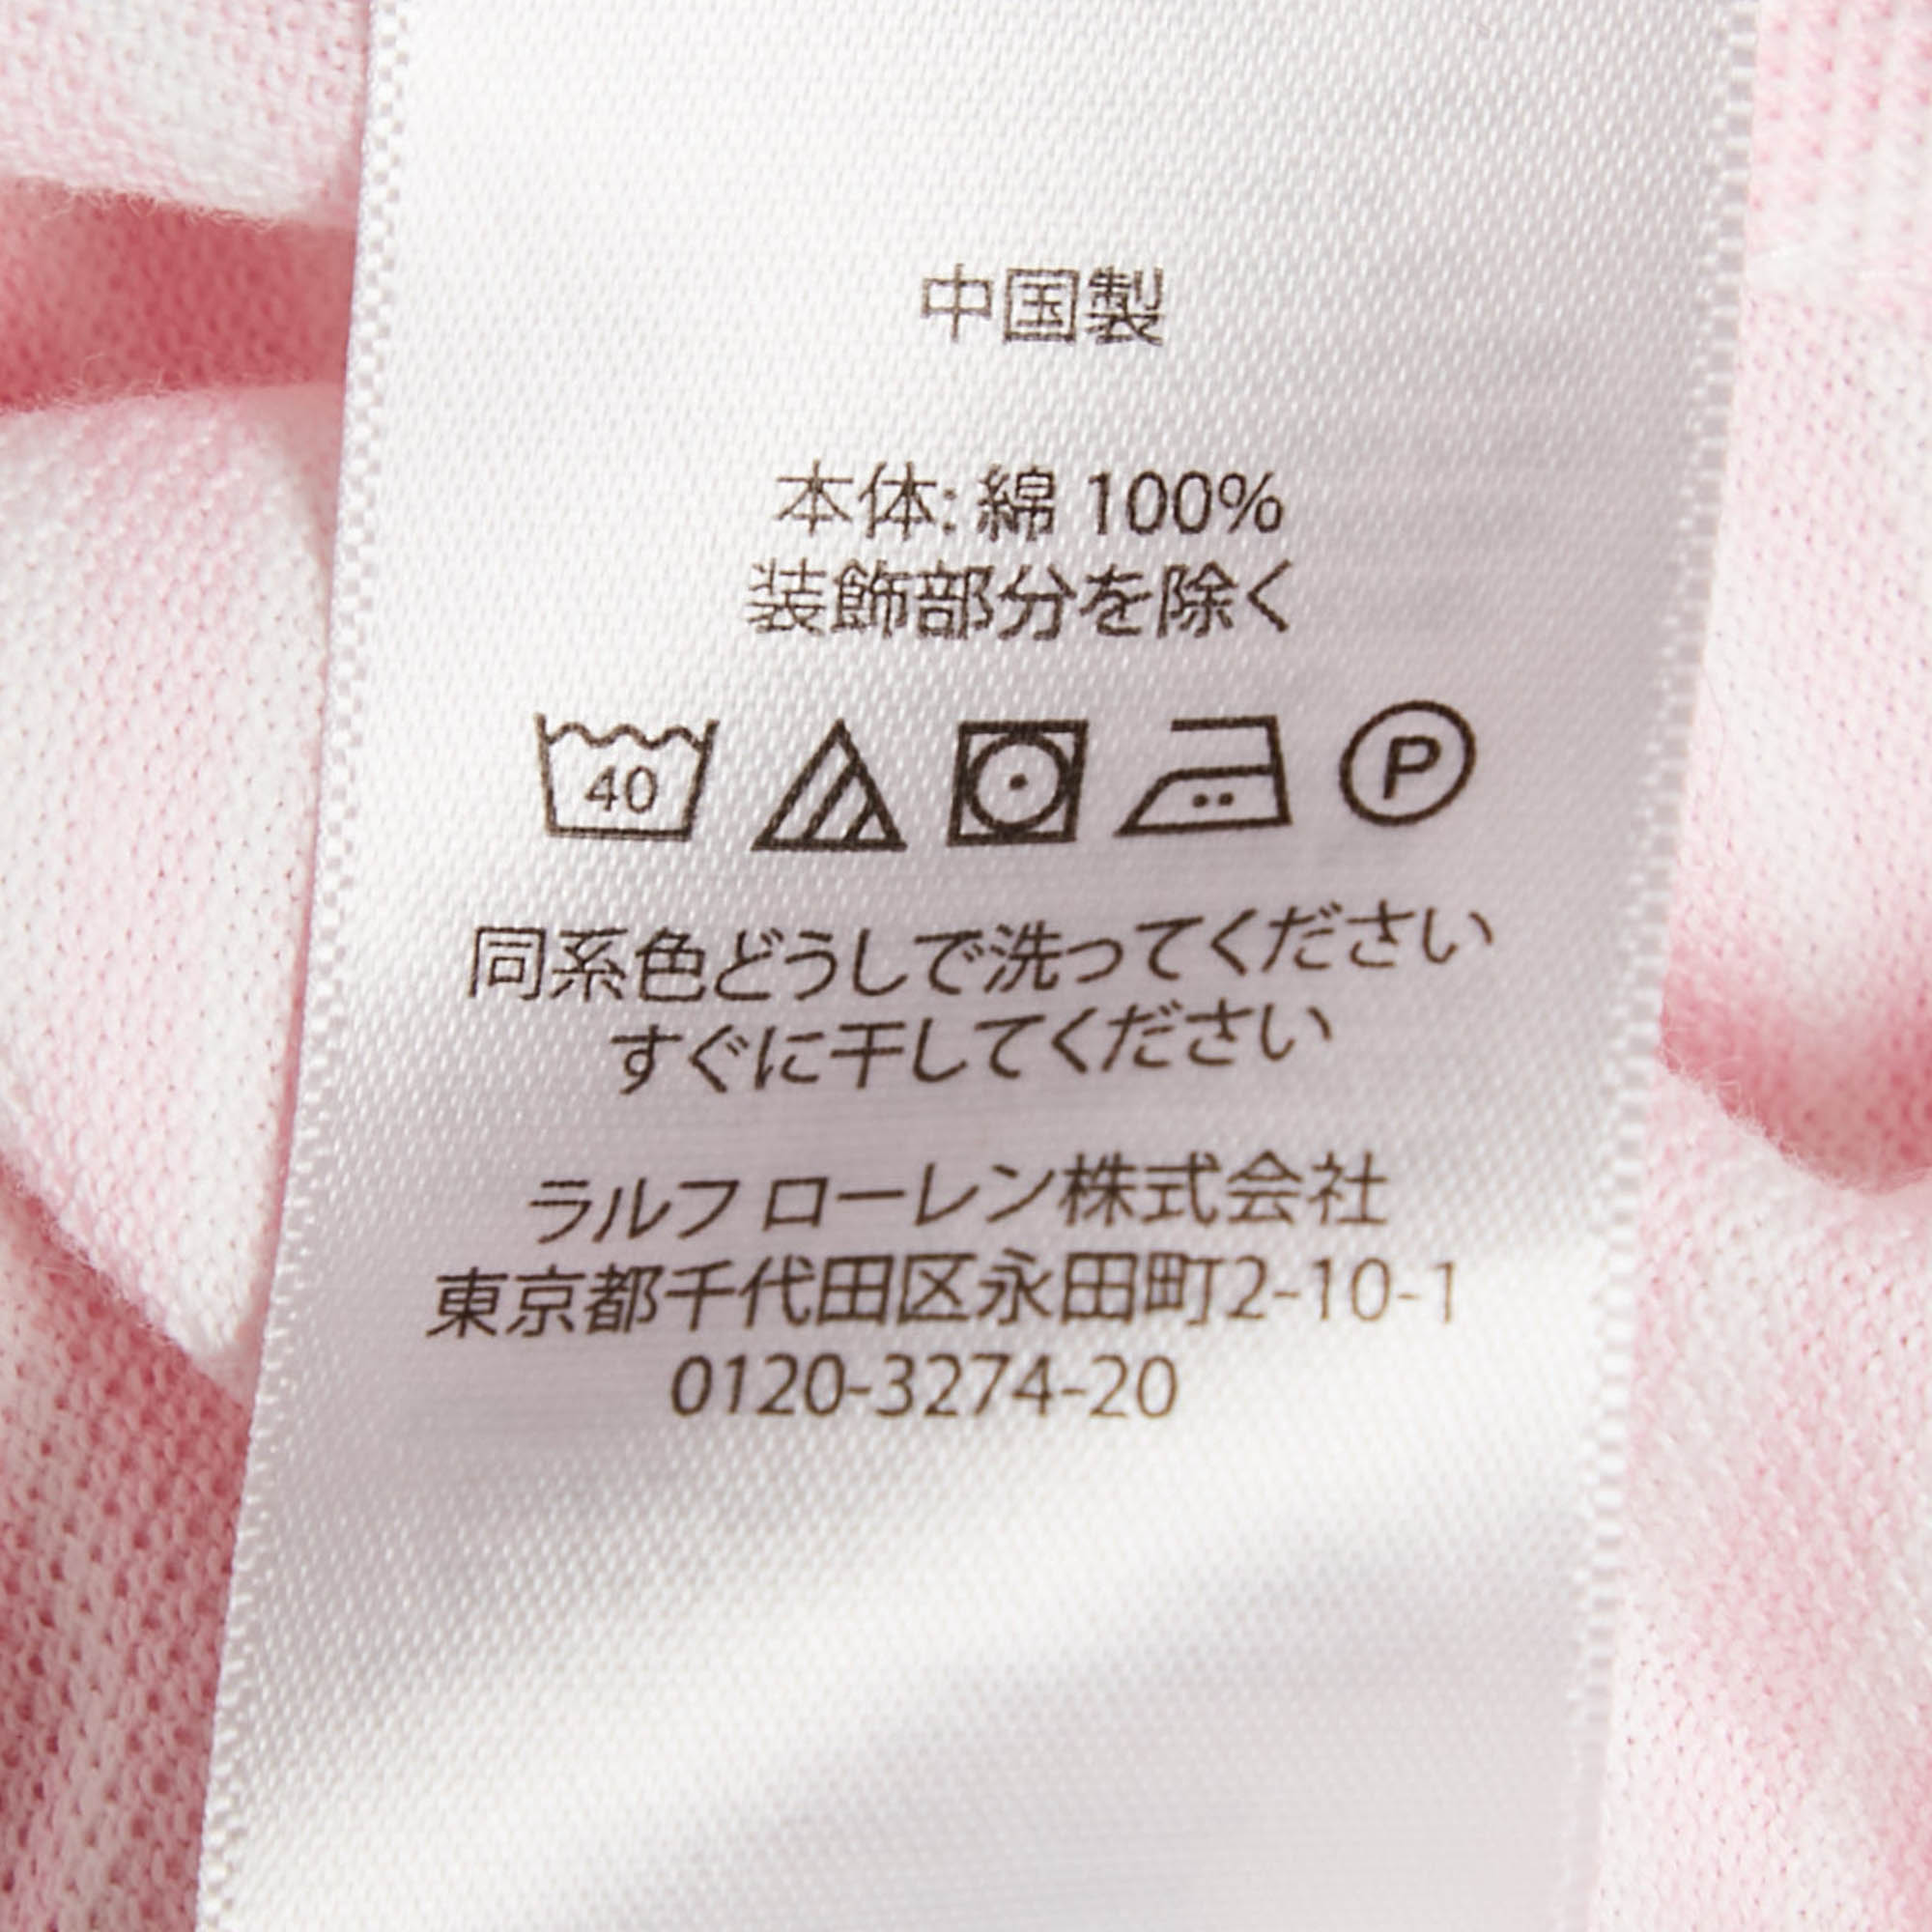 中国製
本体: 綿 100%
装飾部分を除く
40
P
同系色どうしで洗ってください
すぐに干してください
ラルフ ローレン株式会社
東京都千代田区永田町2-10-1
0120-3274-20